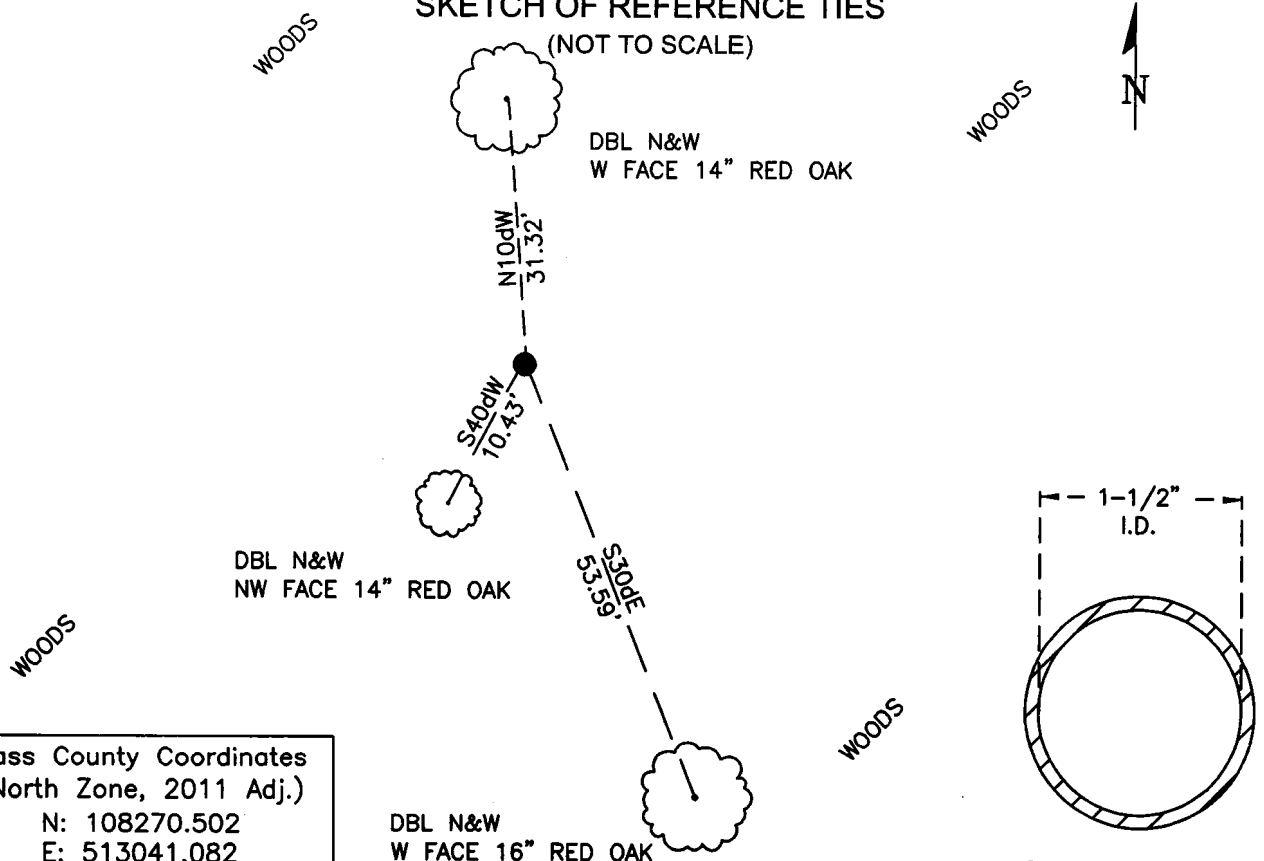 SKETCH OF REFERENCE TIES
(NOT TO SCALE)
WOODS
WOODS
N
DBL N&W
W FACE 14" RED OAK
N10dW
31.32'
S40dW
10.43'
DBL N&W
NW FACE 14" RED OAK
S30dE
53.59'
1-1/2"
I.D.
WOODS
WOODS
County Coordinates
North Zone, 2011 Adj.)
N: 108270.502
E: 513041.082
DBL N&W
W FACE 16" RED OAK